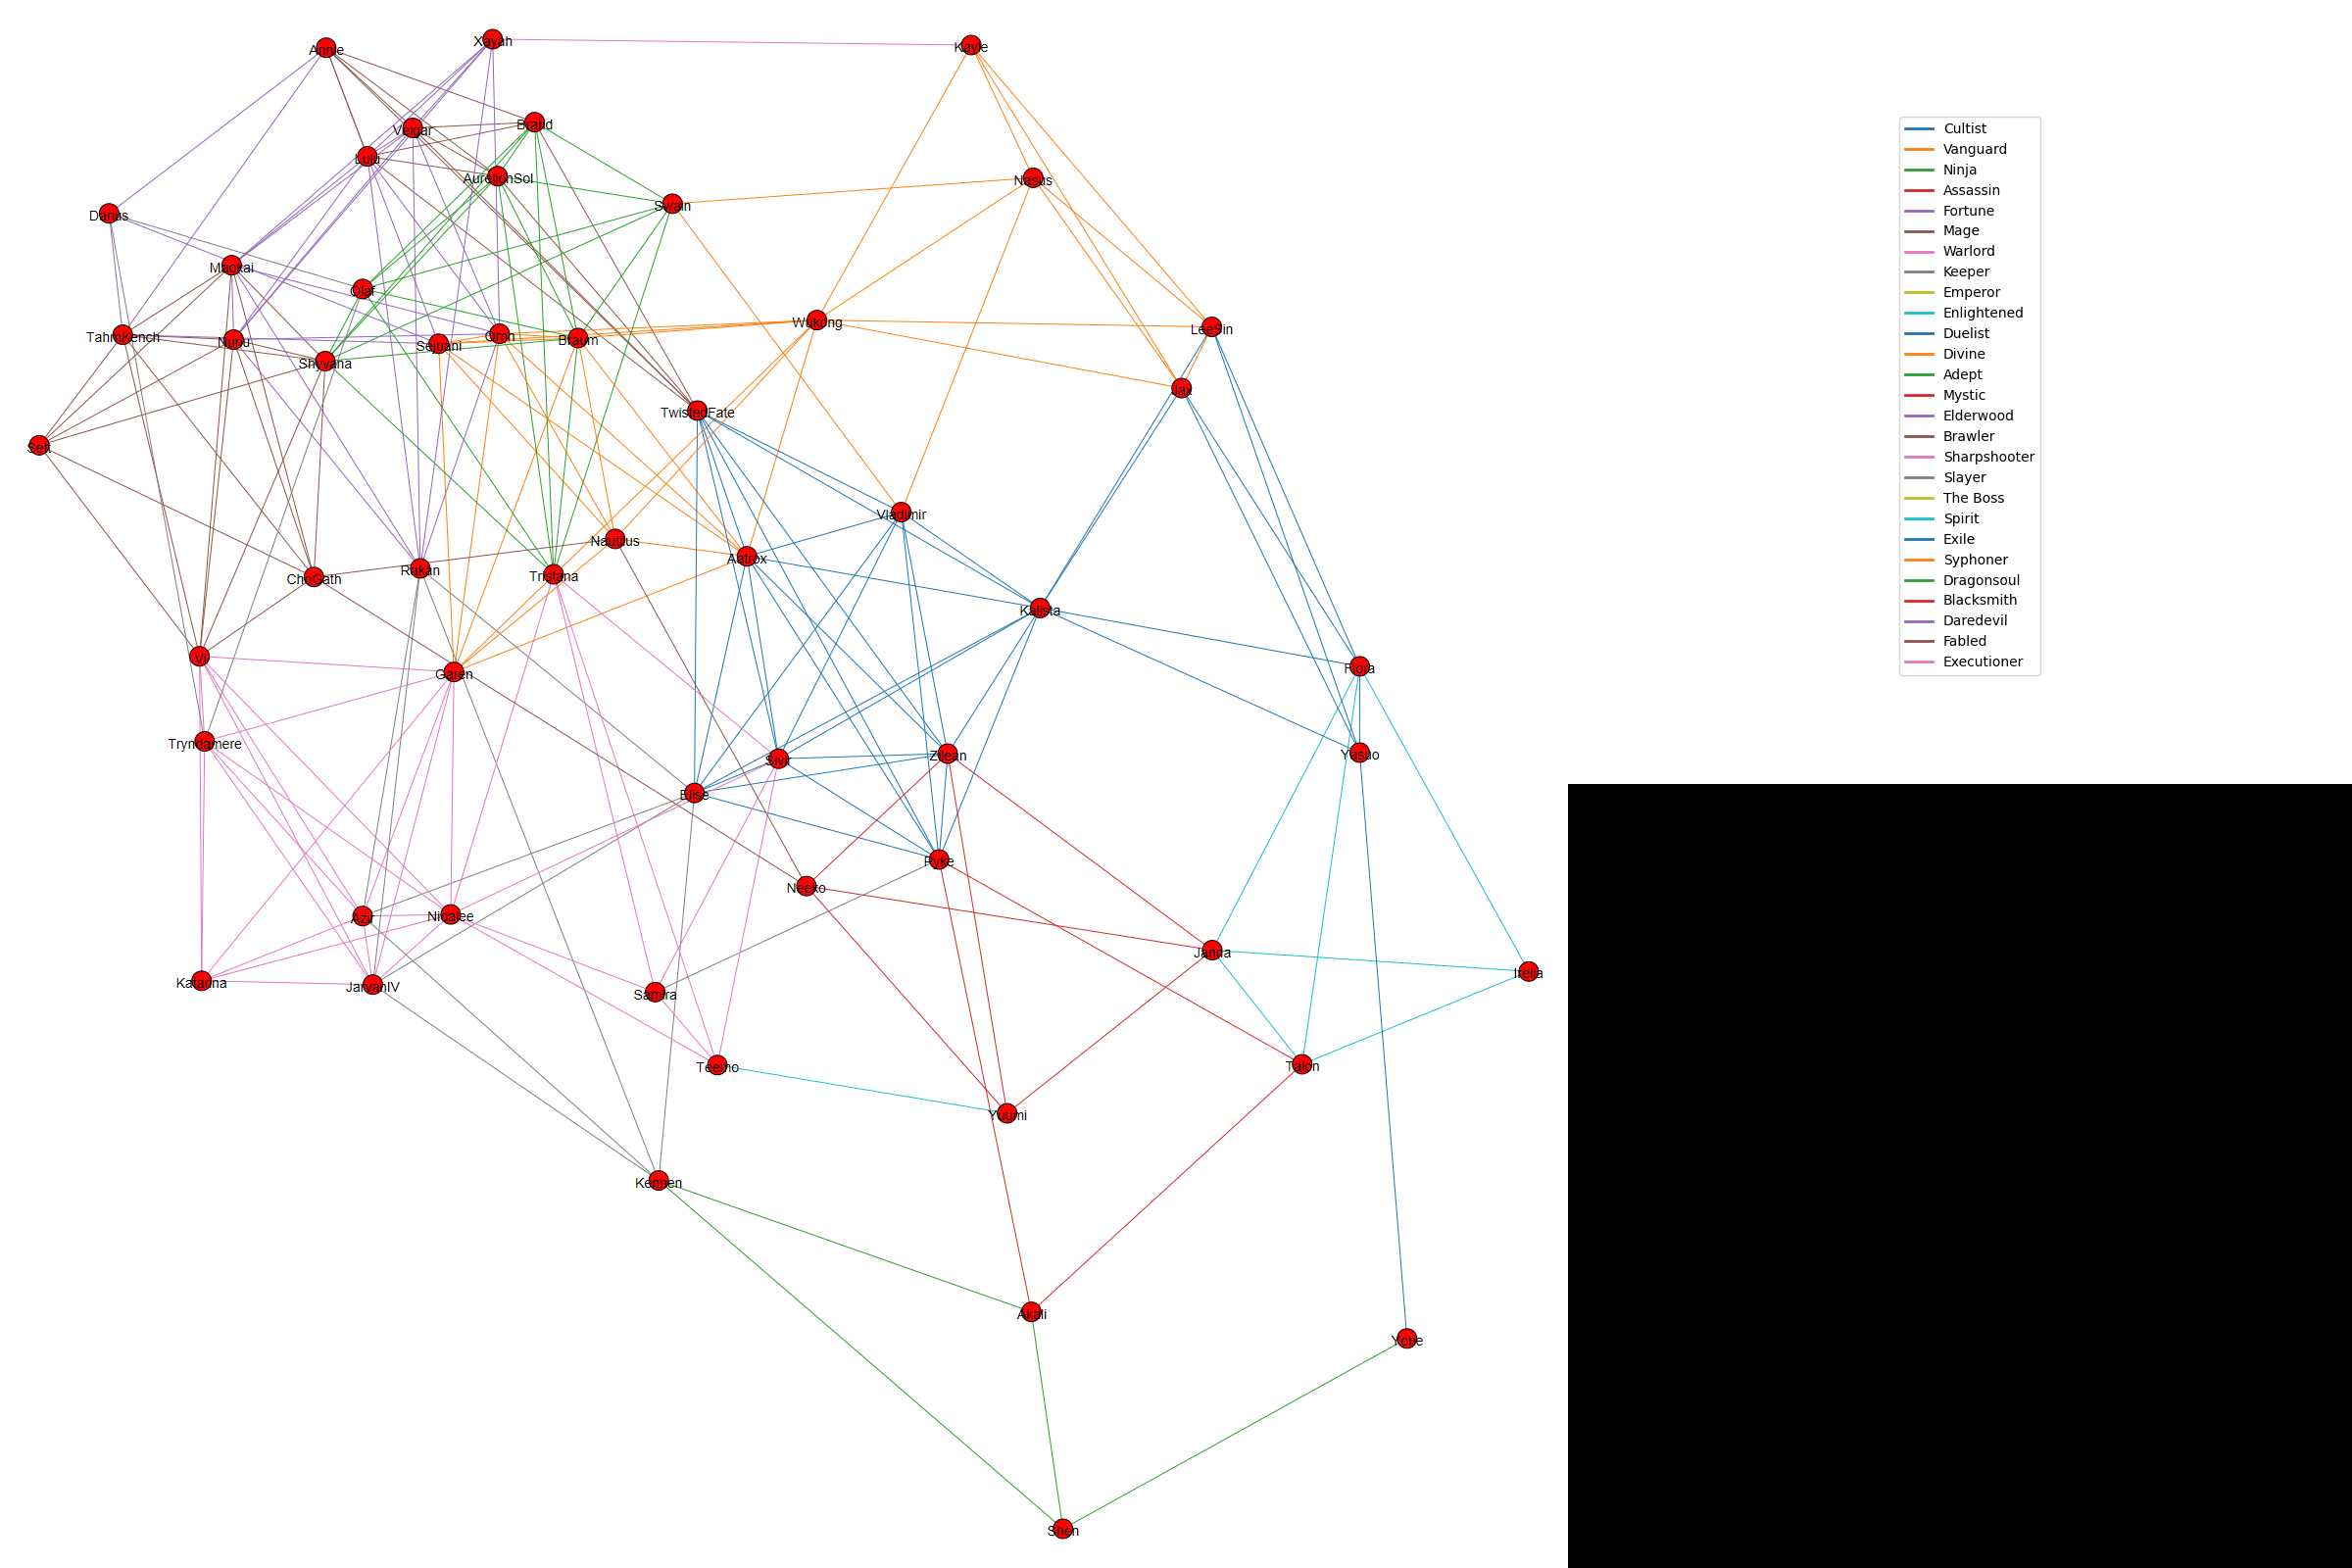 Annie
Xayah
Kayle
Veigar
Brand
Lulu
AurelionSol
Nasus
Swain
Darius
Maokai
Olaf
Wukong
LeeSin
TahmKench
Nunu
Sejuani
Ornn
Braum
Shyvana
Jax
TwistedFate
Sett
Vladimir
Nautilus
Aatrox
ChoGath
Rakan
Tristana
Kalista
Vi
Garen
Fiora
Tryndamere
Sivir
Zilean
Yasuo
Elise
Pyke
Neeko
Azir
Nidalee
Janna
Irelia
Katarina
JarvanIV
Samira
Teemo
Talon
Yuumi
Kennen
Akali
Yone
Shen
Cultist
Vanguard
Ninja
Assassin
Fortune
Mage
Warlord
Keeper
Emperor
Enlightened
Duelist
Divine
Adept
Mystic
Elderwood
Brawler
Sharpshooter
Slayer
The Boss
Spirit
Exile
Syphoner
Dragonsoul
Blacksmith
Daredevil
Fabled
Executioner